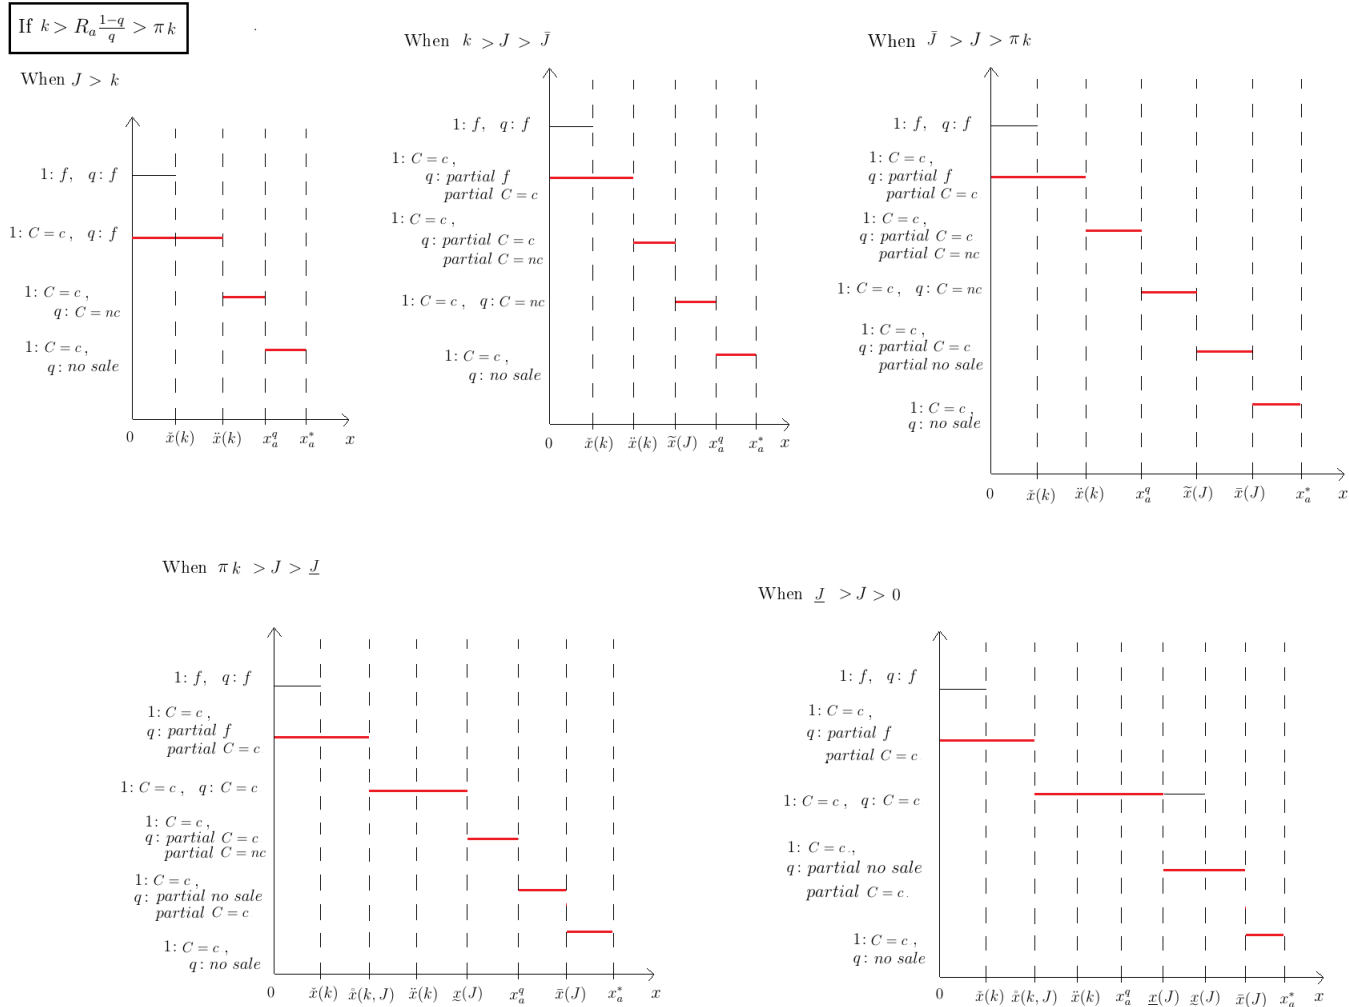 If k > R_a \frac{1-q}{q} > π k
When J > k
1: f, q: f
1: C = c, q: f
1: C = c,
q: C = nc
1: C = c,
q: no sale
0 x̌(k) ẍ(k) x_a^q x_a^* x
When k > J > J̄
1: f, q: f
1: C = c,
q: partial f
partial C = c
1: C = c,
q: partial C = c
partial C = nc
1: C = c, q: C = nc
1: C = c,
q: no sale
0 x̌(k) ẍ(k) x̃(J) x_a^q x_a^* x
When J̄ > J > π k
1: f, q: f
1: C = c,
q: partial f
partial C = c
1: C = c,
q: partial C = c
partial C = nc
1: C = c, q: C = nc
1: C = c,
q: partial C = c
partial no sale
1: C = c,
q: no sale
0 x̌(k) ẍ(k) x_a^q x̃(J) x̄(J) x_a^* x
When π k > J > J̲
1: f, q: f
1: C = c,
q: partial f
partial C = c
1: C = c, q: C = c
1: C = c,
q: partial C = c
partial C = nc
1: C = c,
q: partial no sale
partial C = c
1: C = c,
q: no sale
0 x̌(k) x̊(k, J) ẍ(k) x̰(J) x_a^q x̄(J) x_a^* x
When J̲ > J > 0
1: f, q: f
1: C = c,
q: partial f
partial C = c
1: C = c, q: C = c
1: C = c.,
q: partial no sale
partial C = c.
1: C = c,
q: no sale
0 x̌(k) x̊(k, J) ẍ(k) x_a^q x̲(J) x̰(J) x̄(J) x_a^* x